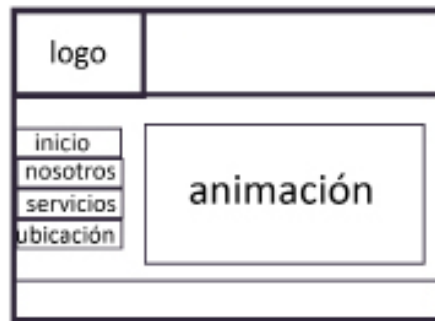 logo
inicio
nosotros
servicios
ubicación
animación